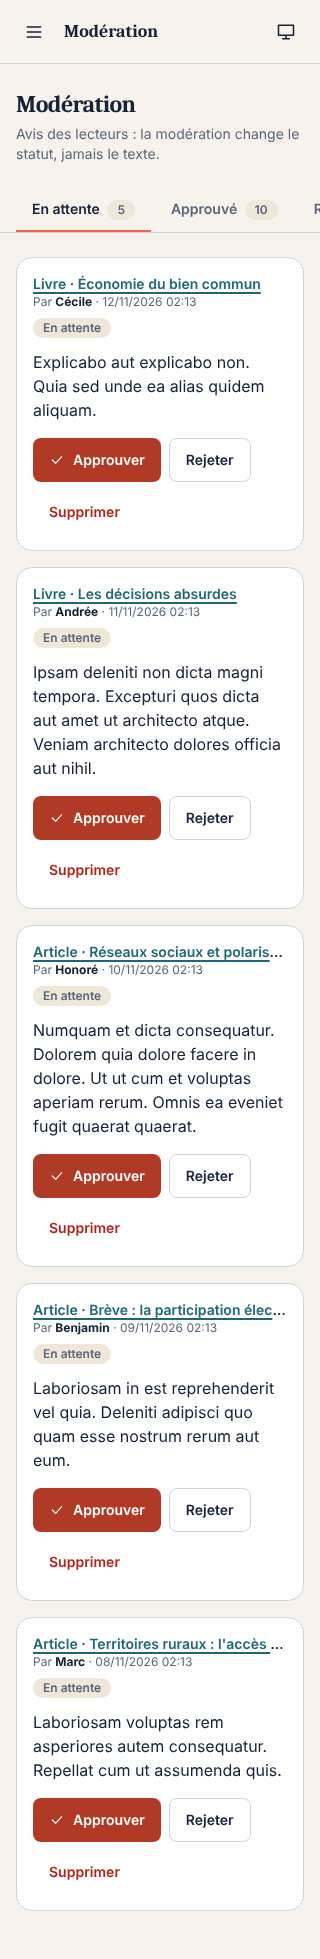 Modération
Modération
Avis des lecteurs : la modération change le
statut, jamais le texte.
En attente 5 Approuvé 10 R
Livre · Économie du bien commun
Par Cécile · 12/11/2026 02:13
En attente
Explicabo aut explicabo non.
Quia sed unde ea alias quidem
aliquam.
Approuver Rejeter
Supprimer
Livre · Les décisions absurdes
Par Andrée · 11/11/2026 02:13
En attente
Ipsam deleniti non dicta magni
tempora. Excepturi quos dicta
aut amet ut architecto atque.
Veniam architecto dolores officia
aut nihil.
Approuver Rejeter
Supprimer
Article · Réseaux sociaux et polaris...
Par Honoré · 10/11/2026 02:13
En attente
Numquam et dicta consequatur.
Dolorem quia dolore facere in
dolore. Ut ut cum et voluptas
aperiam rerum. Omnis ea eveniet
fugit quaerat quaerat.
Approuver Rejeter
Supprimer
Article · Brève : la participation élec...
Par Benjamin · 09/11/2026 02:13
En attente
Laboriosam in est reprehenderit
vel quia. Deleniti adipisci quo
quam esse nostrum rerum aut
eum.
Approuver Rejeter
Supprimer
Article · Territoires ruraux : l'accès ...
Par Marc · 08/11/2026 02:13
En attente
Laboriosam voluptas rem
asperiores autem consequatur.
Repellat cum ut assumenda quis.
Approuver Rejeter
Supprimer